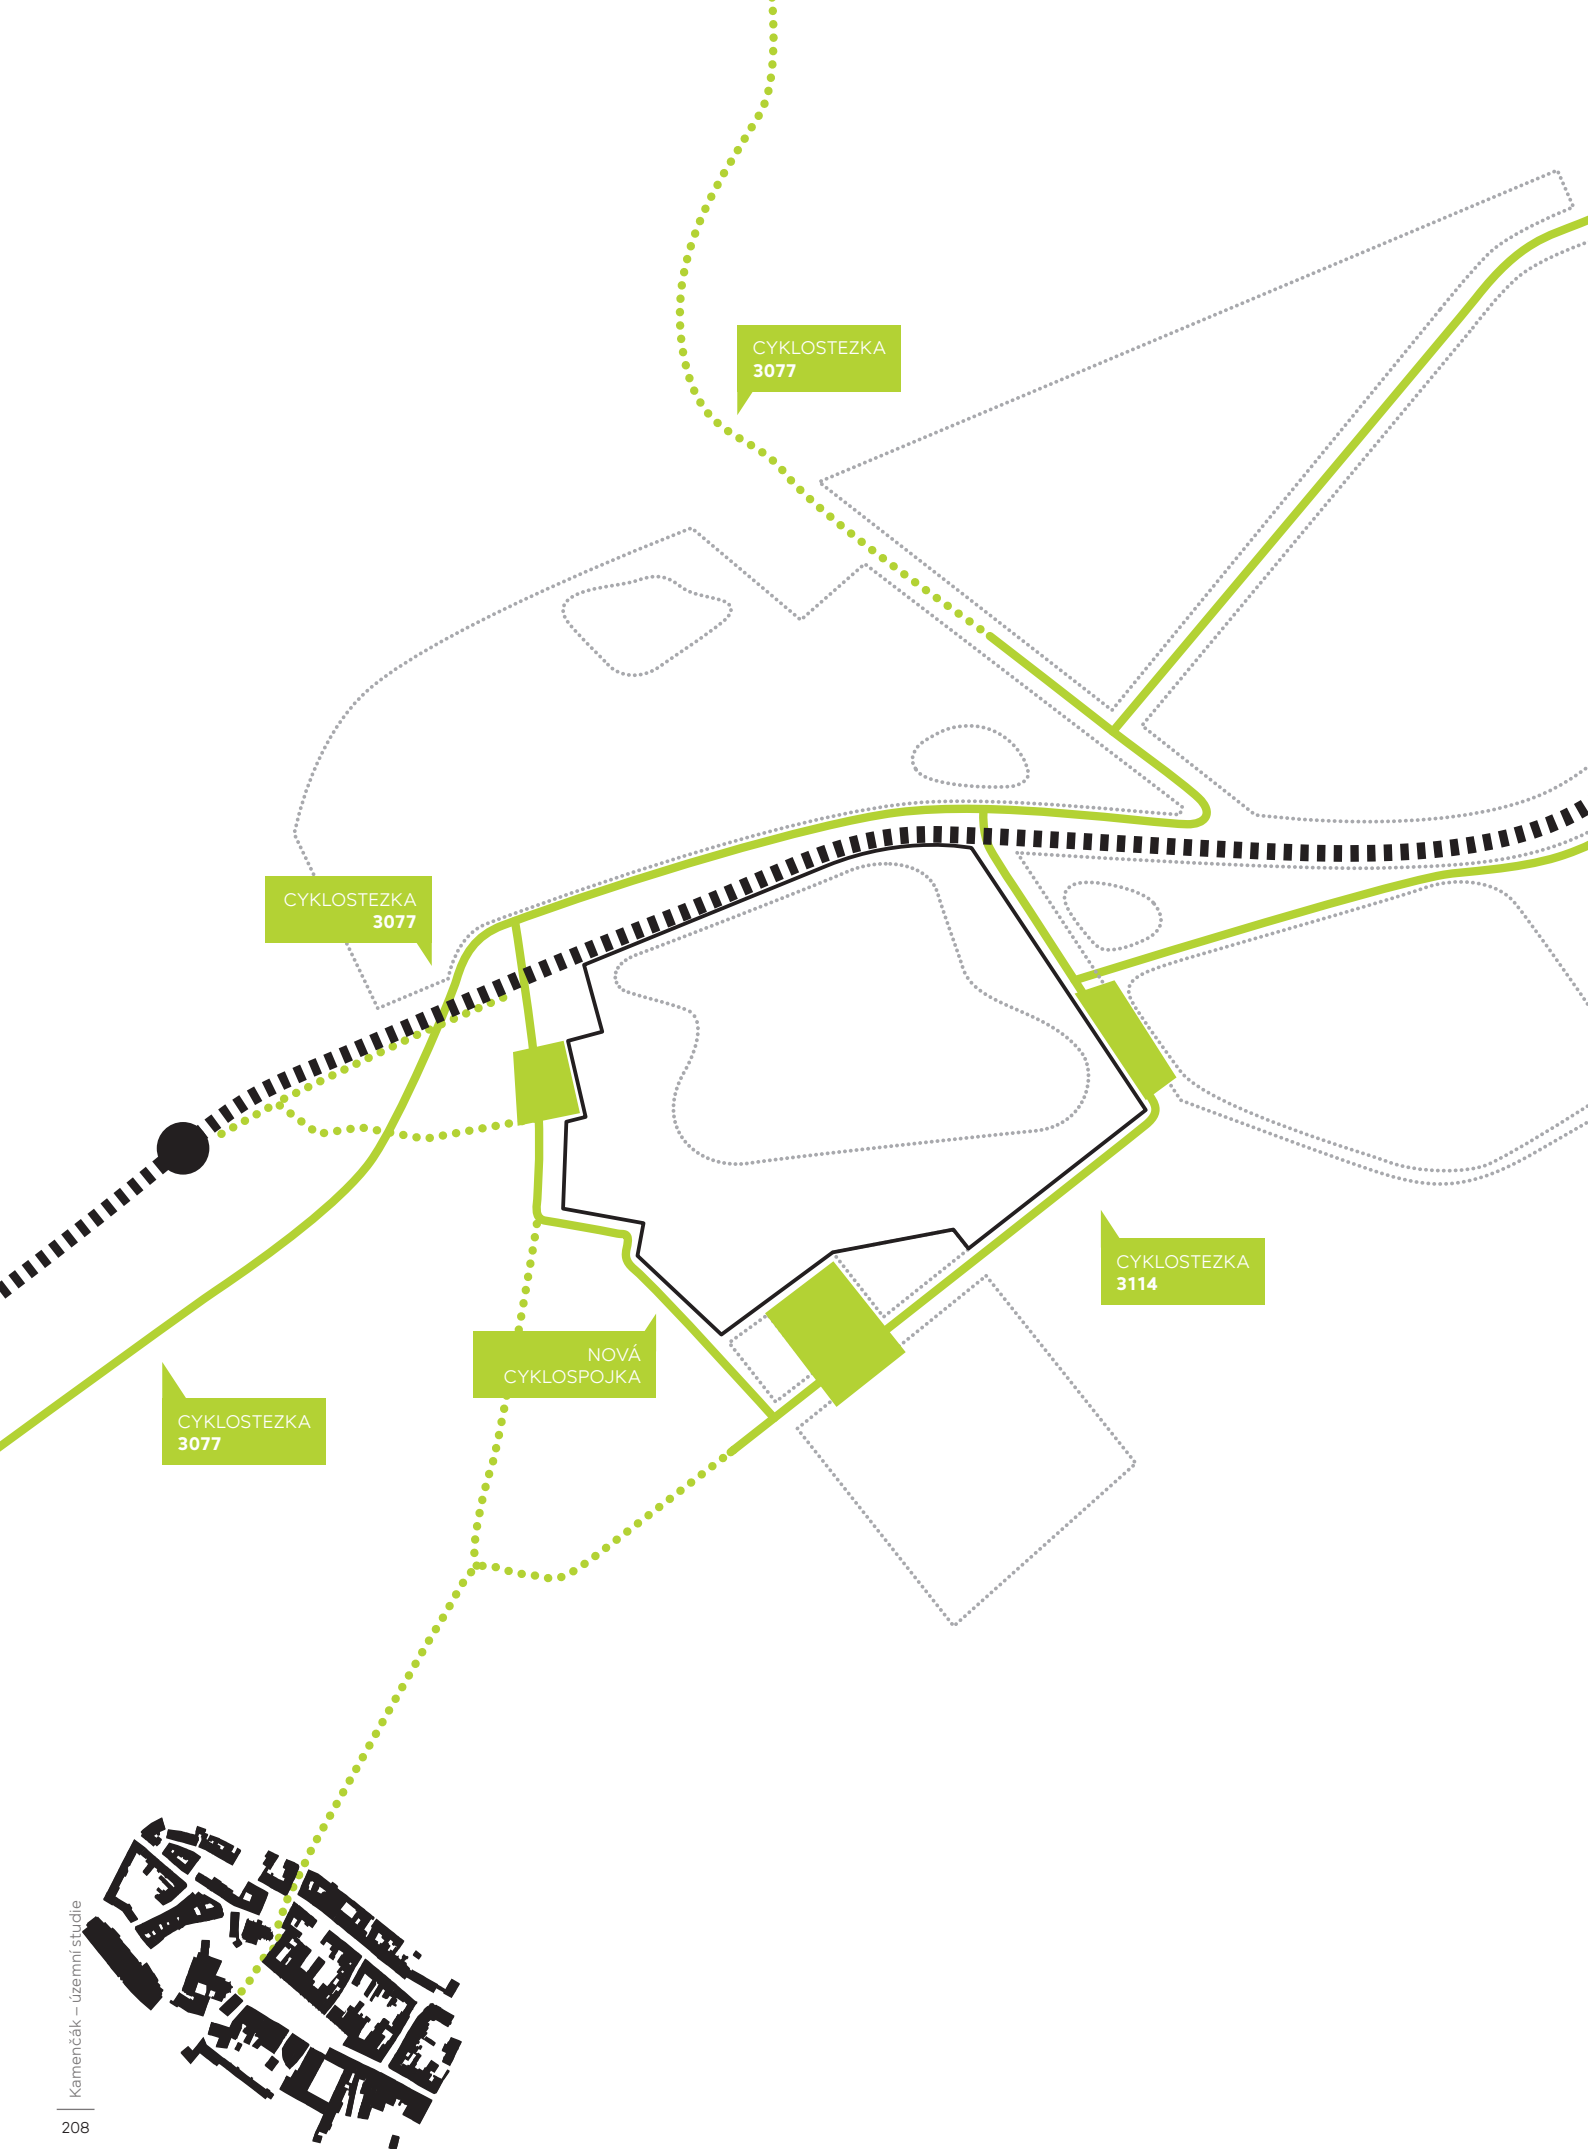 CYKLOSTEZKA
3077
CYKLOSTEZKA
3077
CYKLOSTEZKA
3114
NOVÁ
CYKLOSPOJKA
CYKLOSTEZKA
3077
Kamenčák – územní studie
208